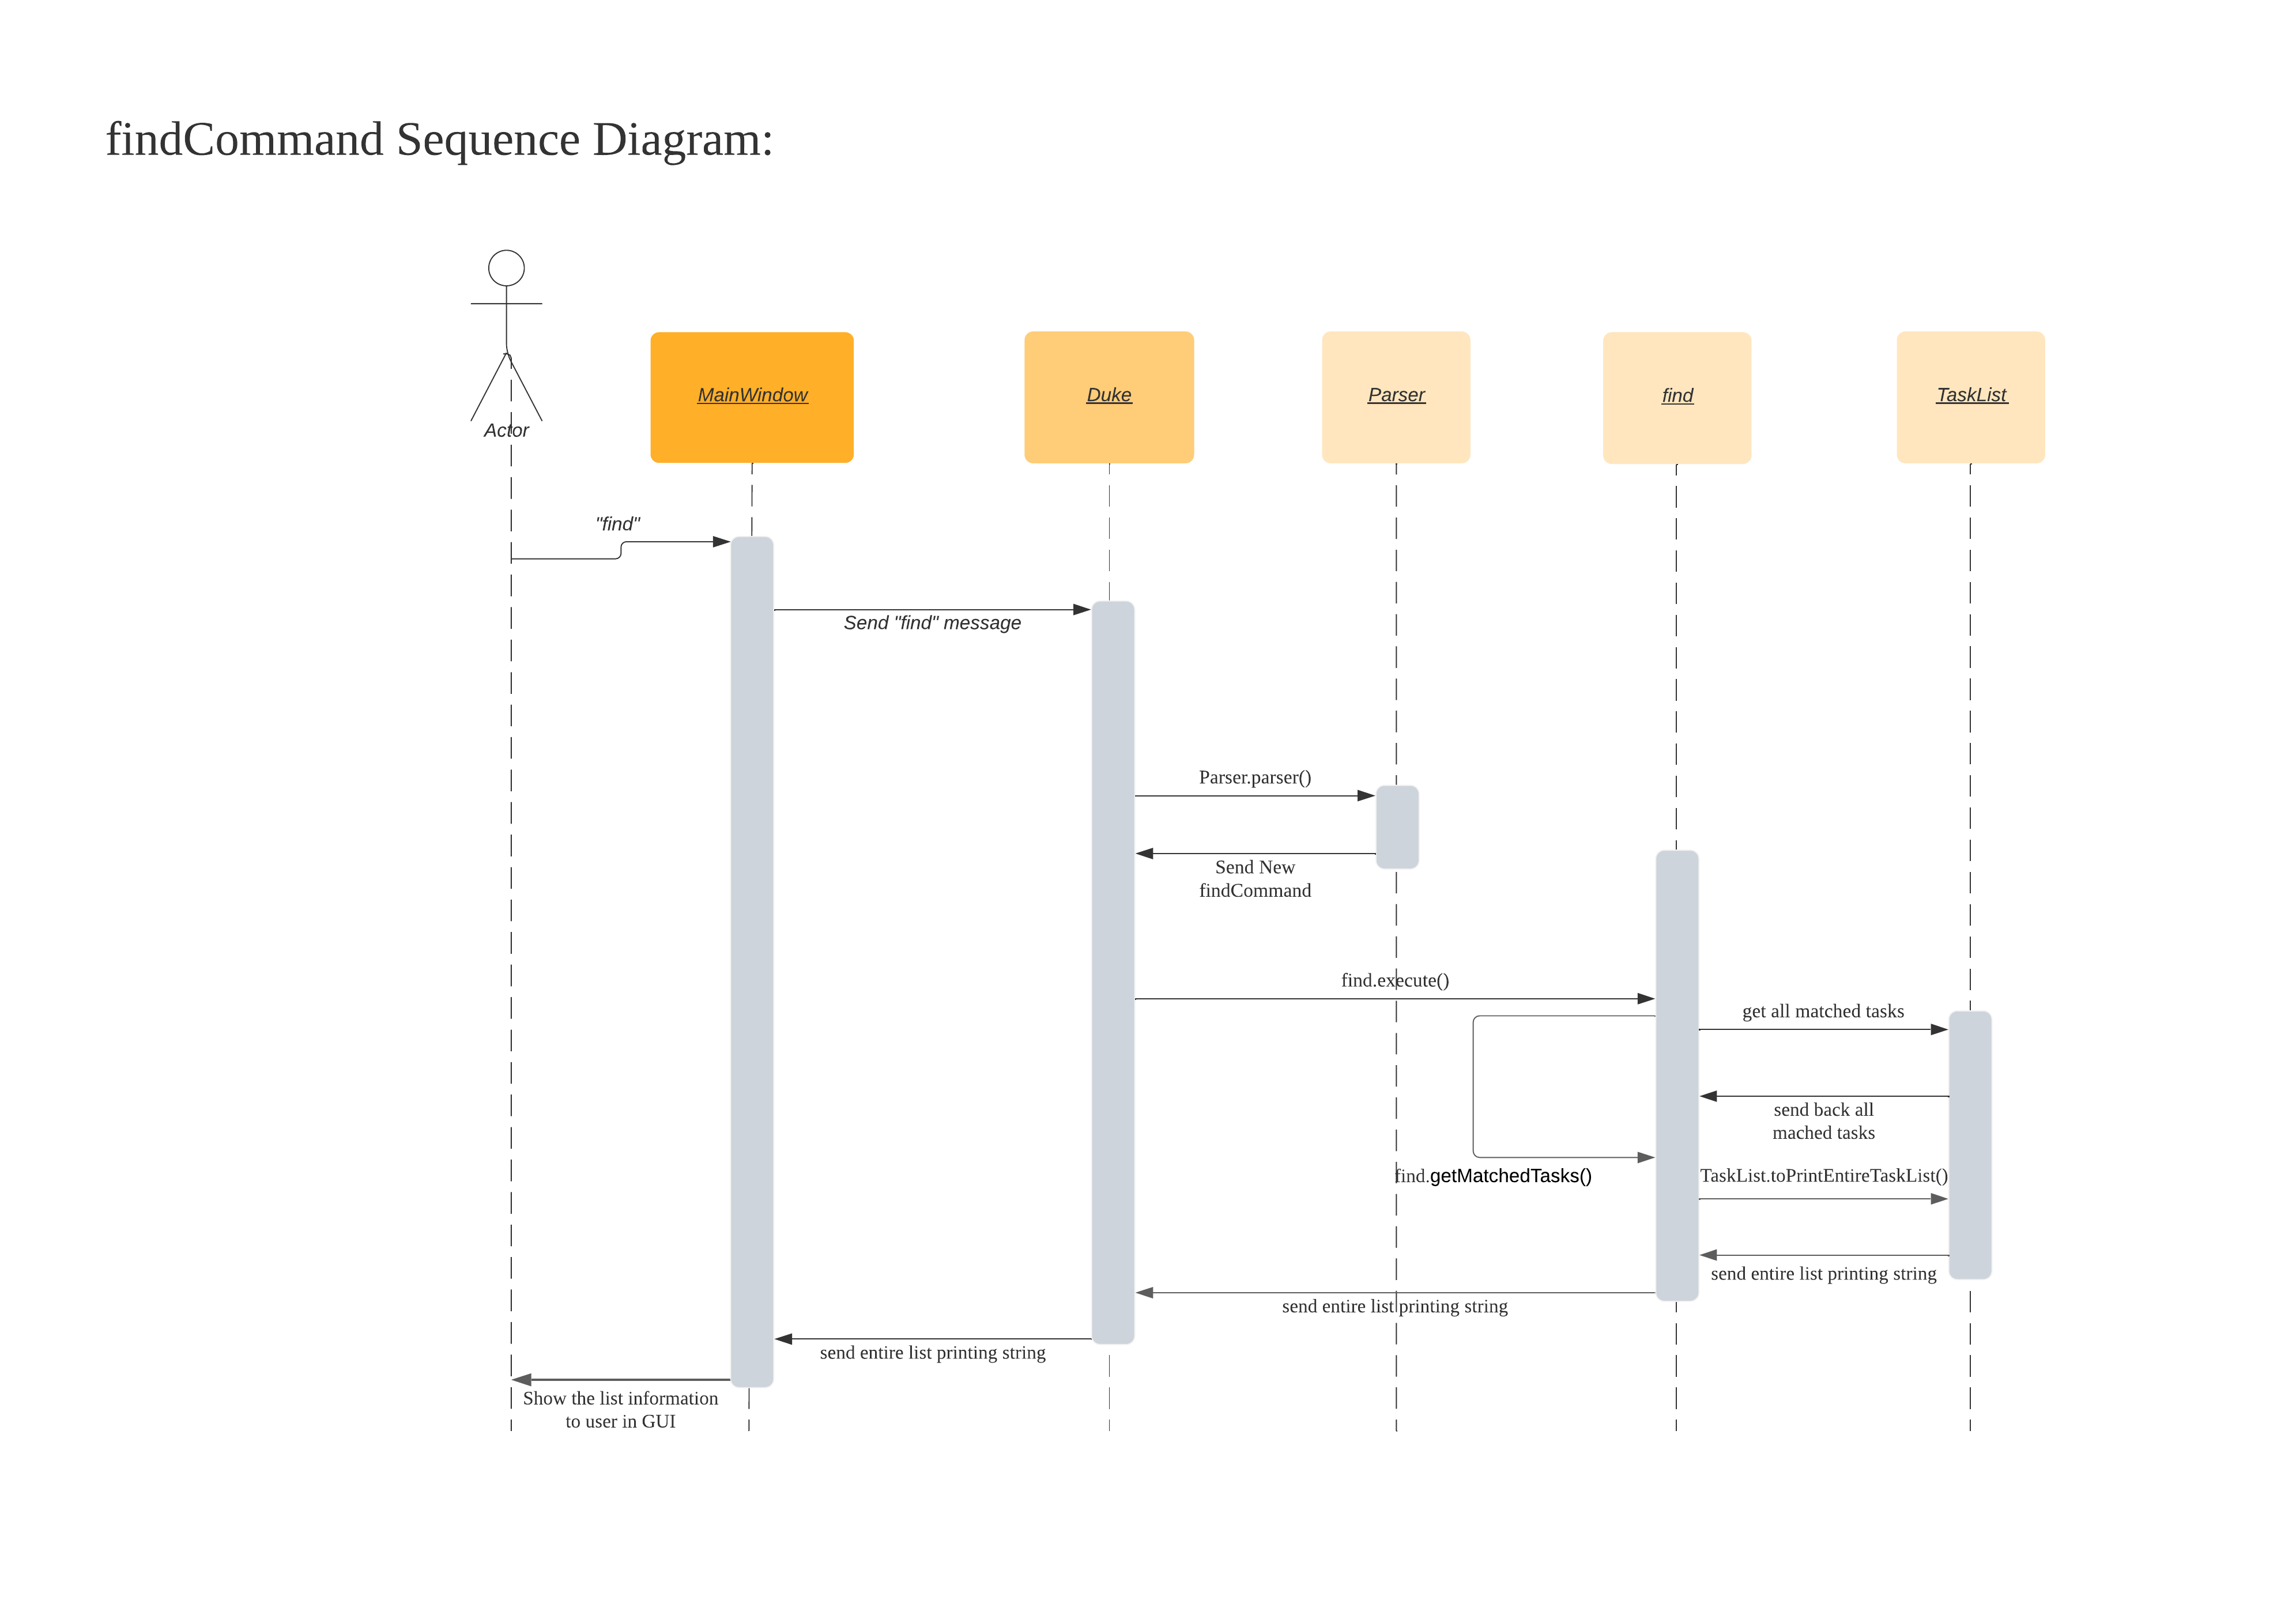 findCommand Sequence Diagram:
Actor
MainWindow
Duke
Parser
find
TaskList
"find"
Send "find" message
Parser.parser()
Send New
findCommand
find.execute()
get all matched tasks
send back all
mached tasks
find.getMatchedTasks()
TaskList.toPrintEntireTaskList()
send entire list printing string
send entire list printing string
send entire list printing string
Show the list information
to user in GUI